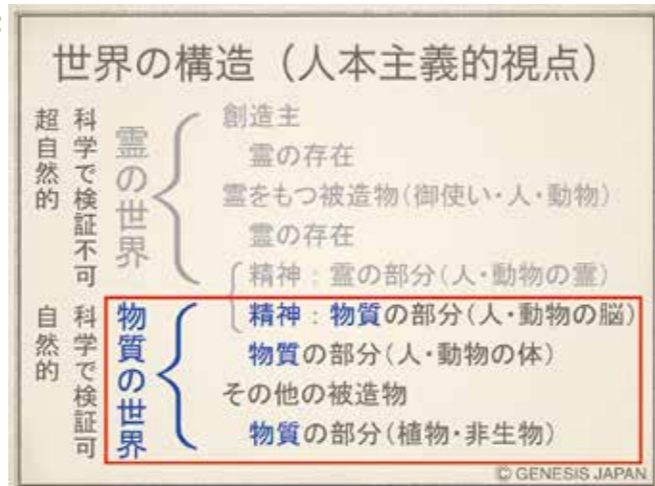 世界の構造（人本主義的視点）
超自然的
科学で検証不可
霊の世界
創造主
霊の存在
霊をもつ被造物（御使い・人・動物）
霊の存在
精神：霊の部分（人・動物の霊）
自然的
科学で検証可
物質の世界
精神：物質の部分（人・動物の脳）
物質の部分（人・動物の体）
その他の被造物
物質の部分（植物・非生物）
© GENESIS JAPAN